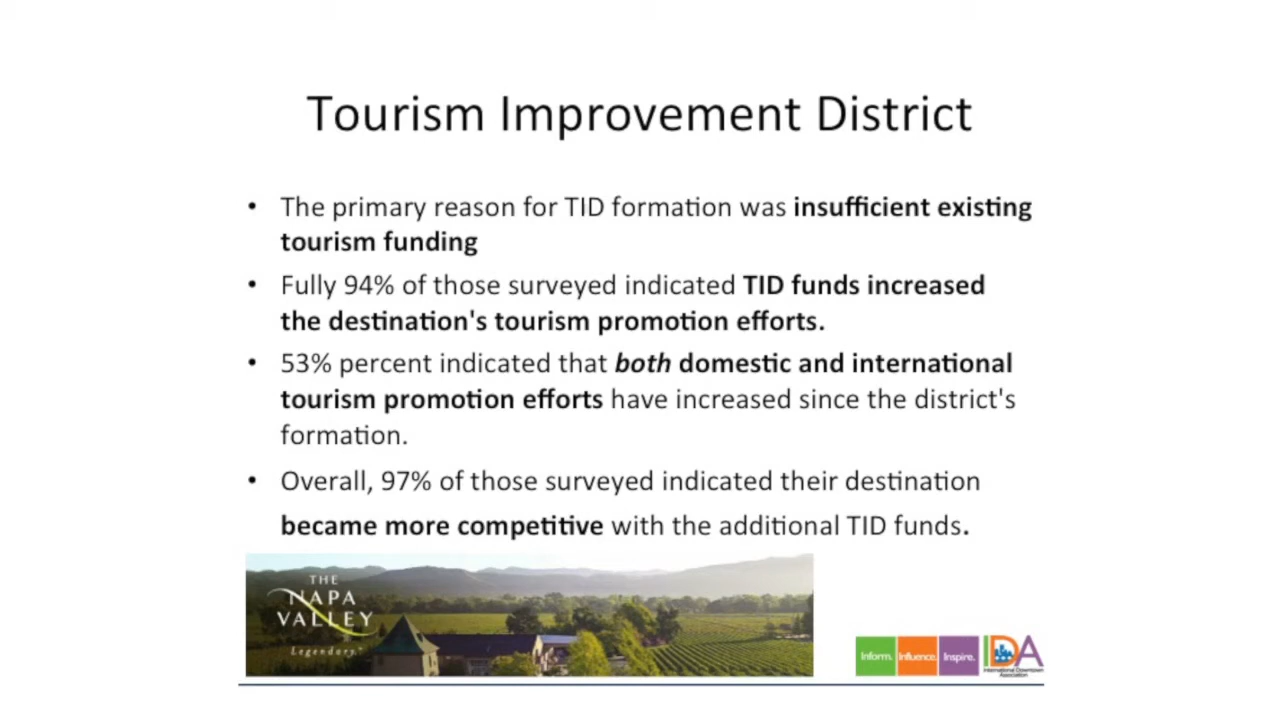 Tourism Improvement District
• The primary reason for TID formation was insufficient existing
tourism funding
• Fully 94% of those surveyed indicated TID funds increased
the destination's tourism promotion efforts.
• 53% percent indicated that both domestic and international
tourism promotion efforts have increased since the district's
formation.
• Overall, 97% of those surveyed indicated their destination
became more competitive with the additional TID funds.
THE
NAPA
VALLEY
Legendary.™
Inform. Influence. Inspire. IDA
International Downtown
Association